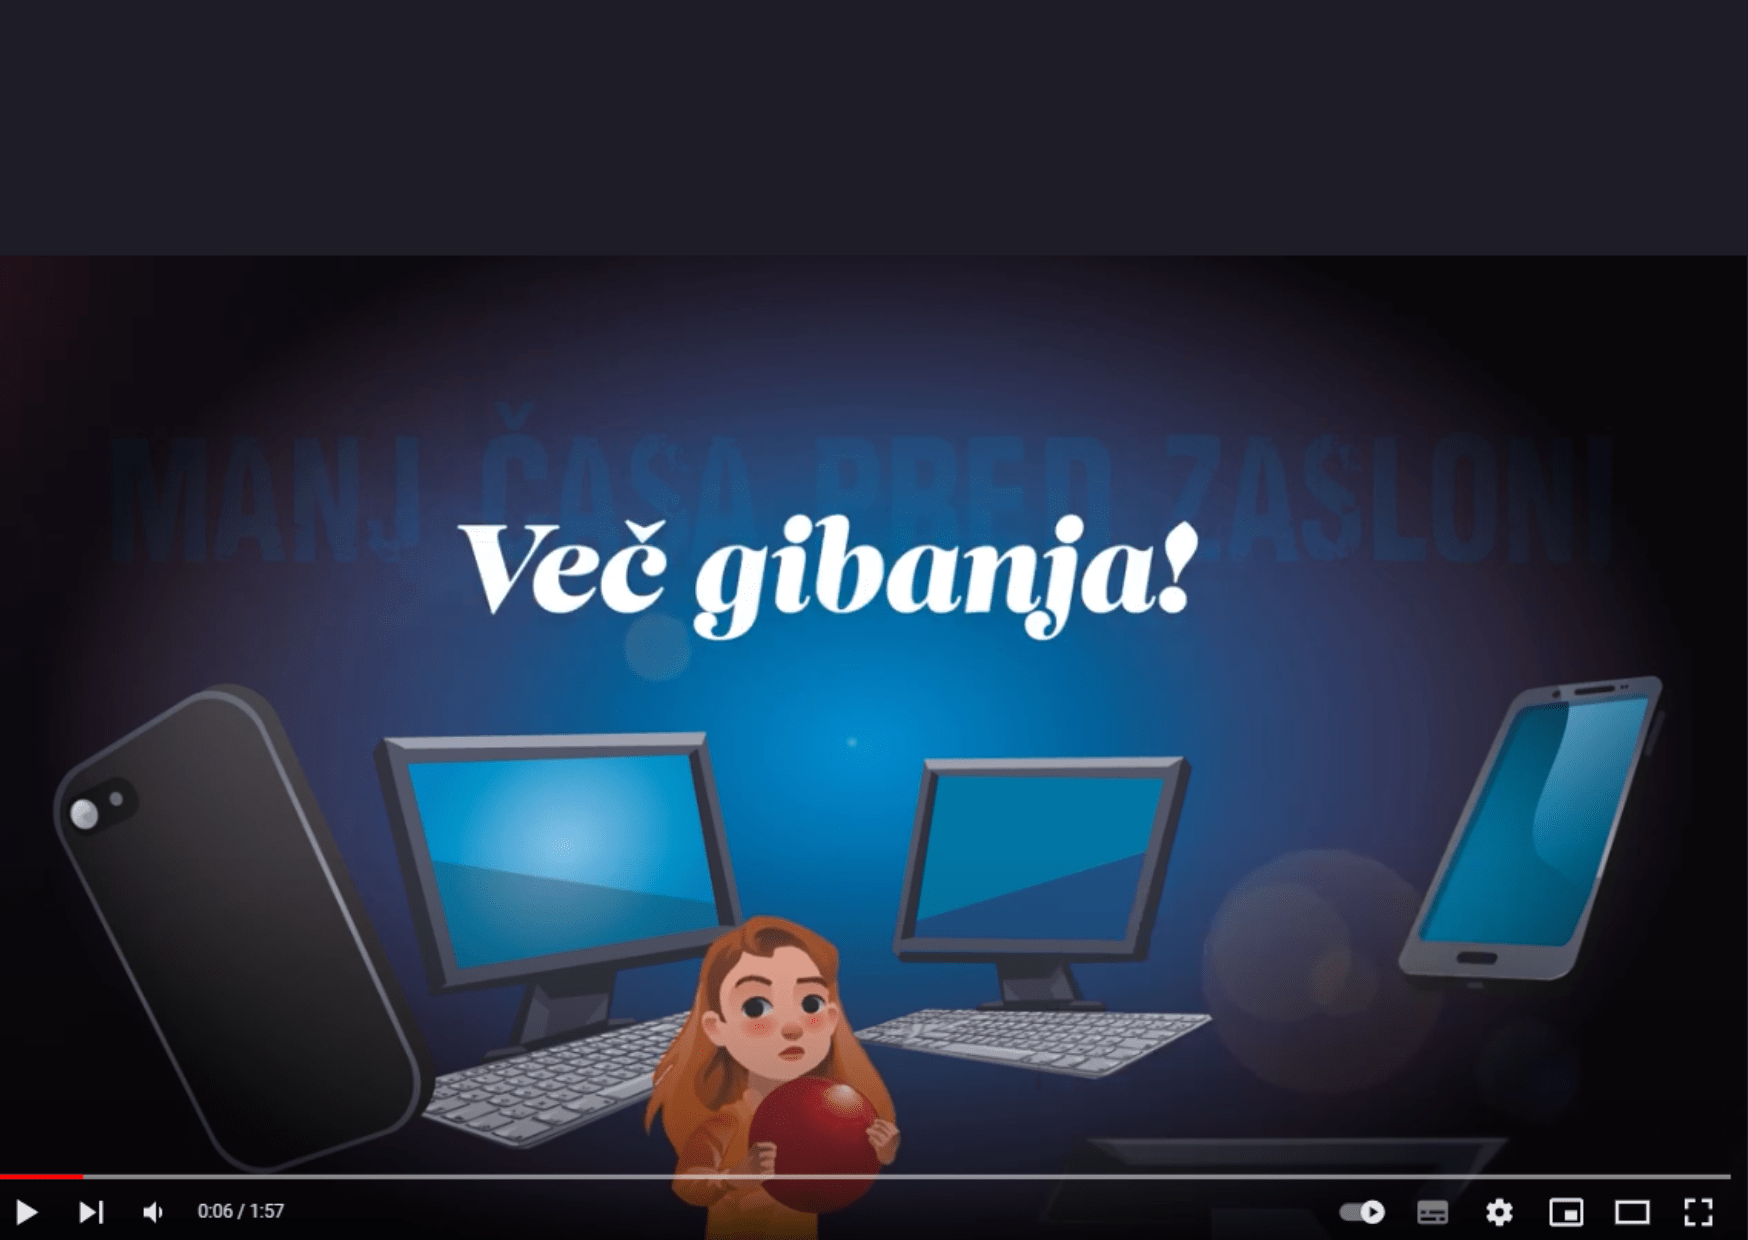 MANJ ČASA PRED ZASLONI
Več gibanja!
0:06 / 1:57